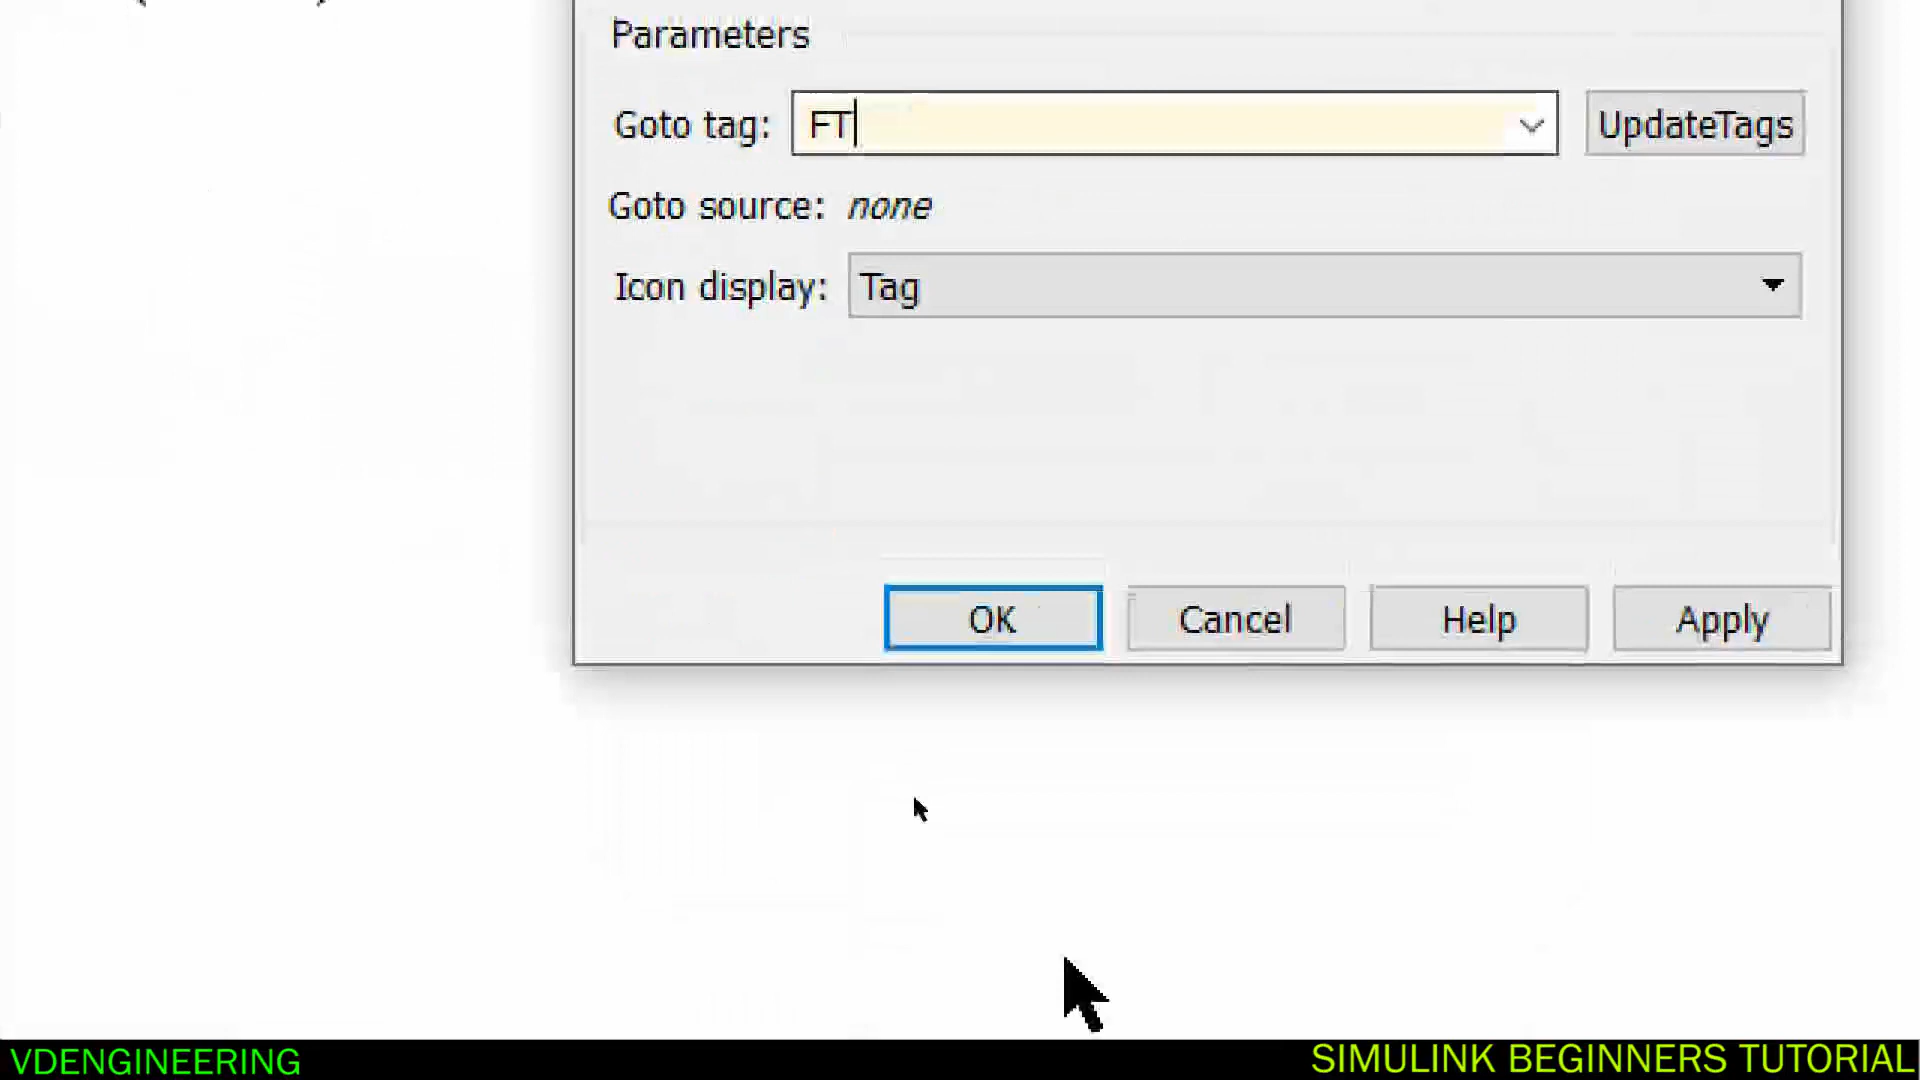 Parameters
Goto tag: FT UpdateTags
Goto source: none
Icon display: Tag
OK Cancel Help Apply
VDENGINEERING SIMULINK BEGINNERS TUTORIAL